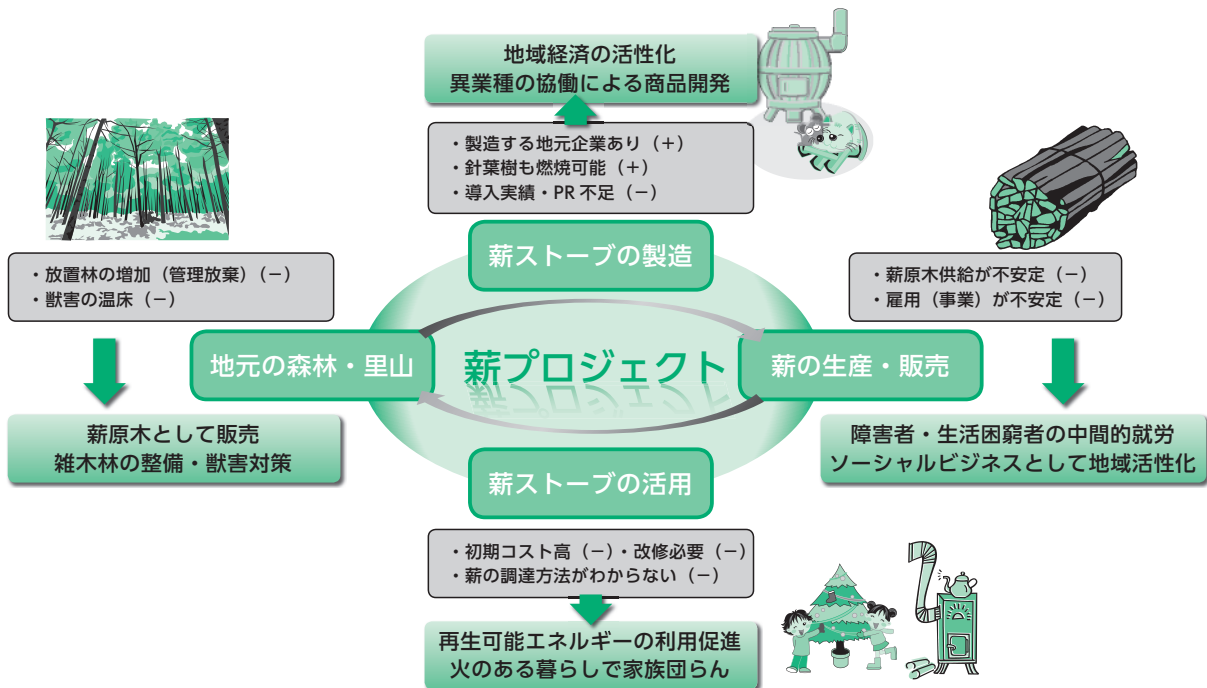 地域経済の活性化
異業種の協働による商品開発
・製造する地元企業あり（+）
・針葉樹も燃焼可能（+）
・導入実績・PR 不足（−）
薪ストーブの製造
・放置林の増加（管理放棄）（−）
・獣害の温床（−）
・薪原木供給が不安定（−）
・雇用（事業）が不安定（−）
地元の森林・里山
薪プロジェクト
薪の生産・販売
薪原木として販売
雑木林の整備・獣害対策
障害者・生活困窮者の中間的就労
ソーシャルビジネスとして地域活性化
薪ストーブの活用
・初期コスト高（−）・改修必要（−）
・薪の調達方法がわからない（−）
再生可能エネルギーの利用促進
火のある暮らしで家族団らん